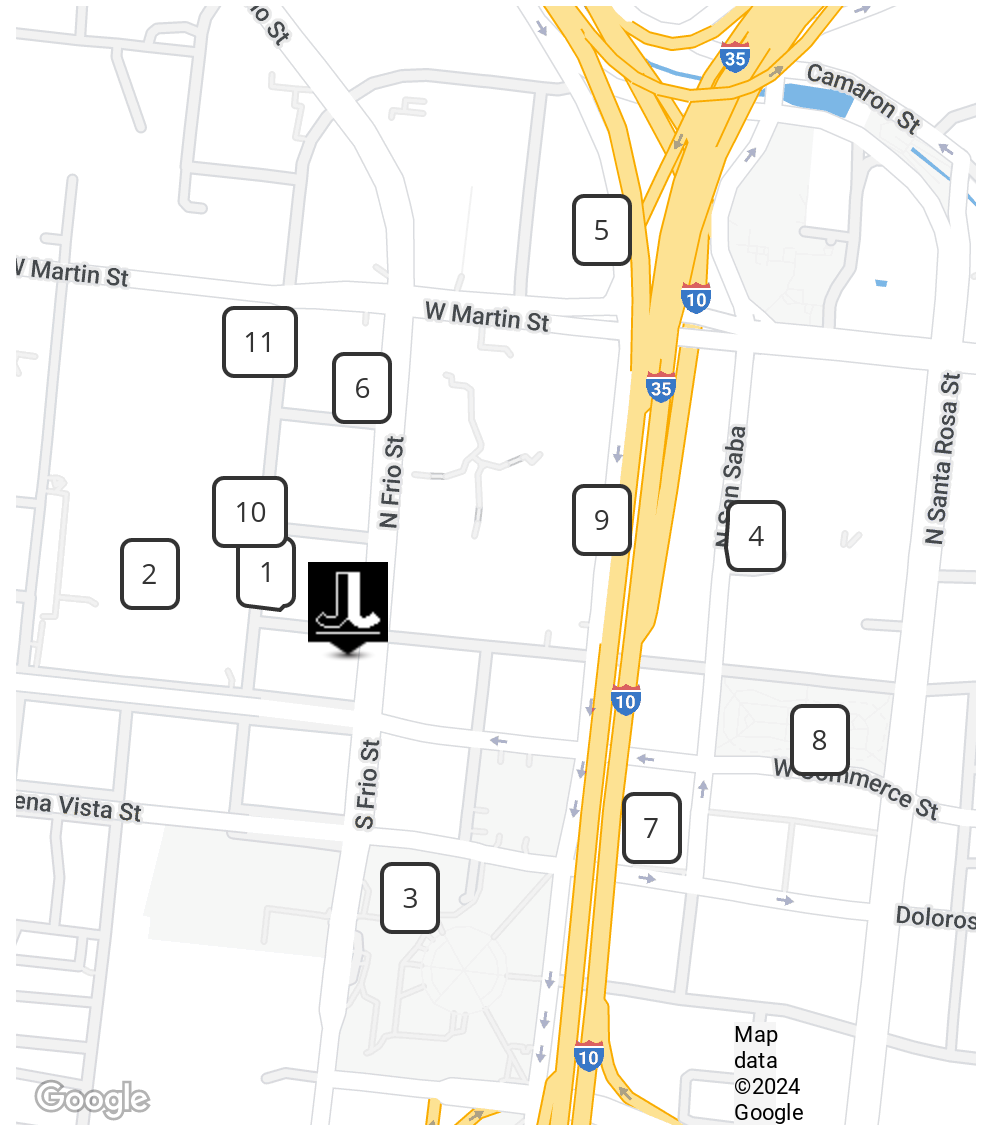 io St
35
Camaron St
5
W Martin St
10
W Martin St
11
6
35
N Santa Rosa St
N Frio St
N San Saba
10
9
4
2
1
JL
10
8
S Frio St
W Commerce St
ena Vista St
7
3
Doloros
10
Map
data
©2024
Google
Google